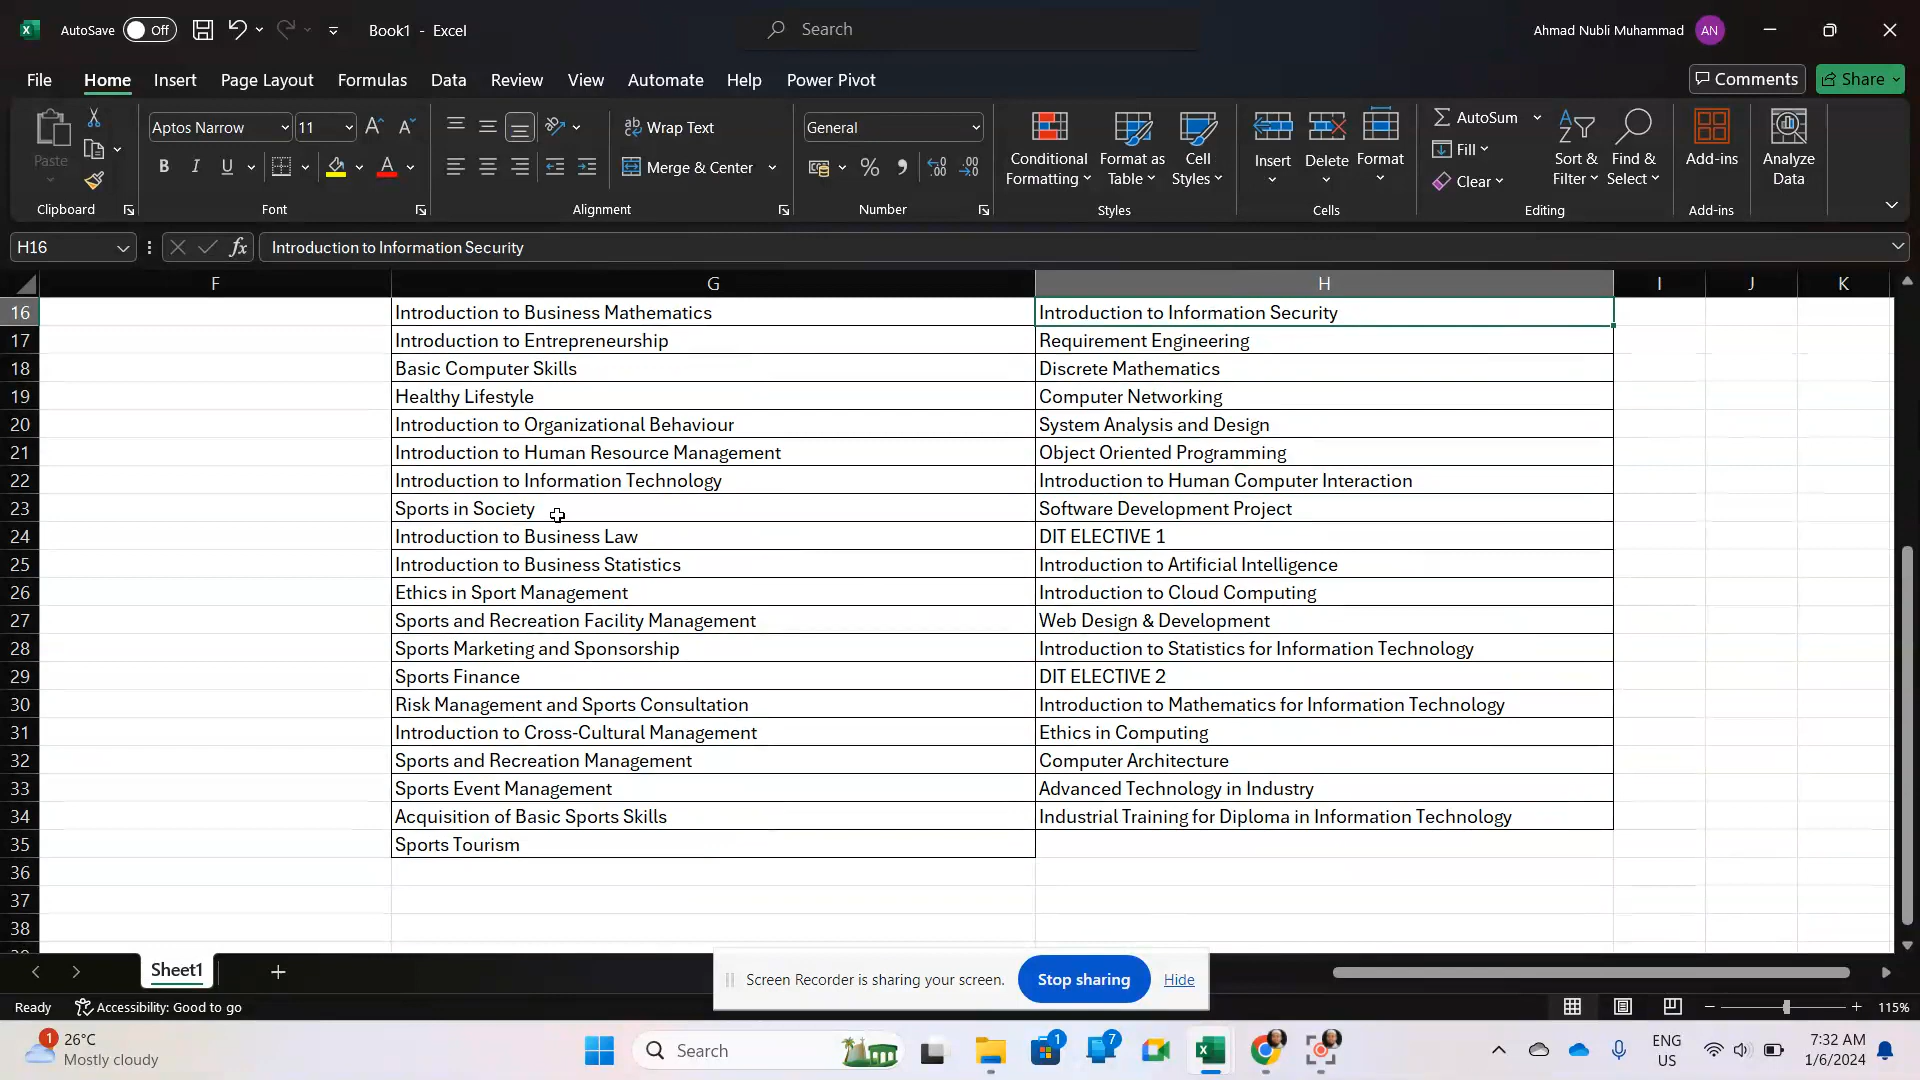 AutoSave Off Book1 - Excel Search Ahmad Nubli Muhammad AN
File Home Insert Page Layout Formulas Data Review View Automate Help Power Pivot Comments Share
Paste Aptos Narrow 11 Wrap Text General Conditional Formatting Format as Table Cell Styles Insert Delete Format AutoSum Sort & Filter Find & Select Add-ins Analyze Data
B I U Merge & Center Fill Clear
Clipboard Font Alignment Number Styles Cells Editing Add-ins
H16 fx Introduction to Information Security
F G H I J K
16 Introduction to Business Mathematics Introduction to Information Security
17 Introduction to Entrepreneurship Requirement Engineering
18 Basic Computer Skills Discrete Mathematics
19 Healthy Lifestyle Computer Networking
20 Introduction to Organizational Behaviour System Analysis and Design
21 Introduction to Human Resource Management Object Oriented Programming
22 Introduction to Information Technology Introduction to Human Computer Interaction
23 Sports in Society Software Development Project
24 Introduction to Business Law DIT ELECTIVE 1
25 Introduction to Business Statistics Introduction to Artificial Intelligence
26 Ethics in Sport Management Introduction to Cloud Computing
27 Sports and Recreation Facility Management Web Design & Development
28 Sports Marketing and Sponsorship Introduction to Statistics for Information Technology
29 Sports Finance DIT ELECTIVE 2
30 Risk Management and Sports Consultation Introduction to Mathematics for Information Technology
31 Introduction to Cross-Cultural Management Ethics in Computing
32 Sports and Recreation Management Computer Architecture
33 Sports Event Management Advanced Technology in Industry
34 Acquisition of Basic Sports Skills Industrial Training for Diploma in Information Technology
35 Sports Tourism
36
37
38
Sheet1
Screen Recorder is sharing your screen. Stop sharing Hide
Ready Accessibility: Good to go 115%
1 26°C Mostly cloudy Search 1 7 ENG US 7:32 AM 1/6/2024